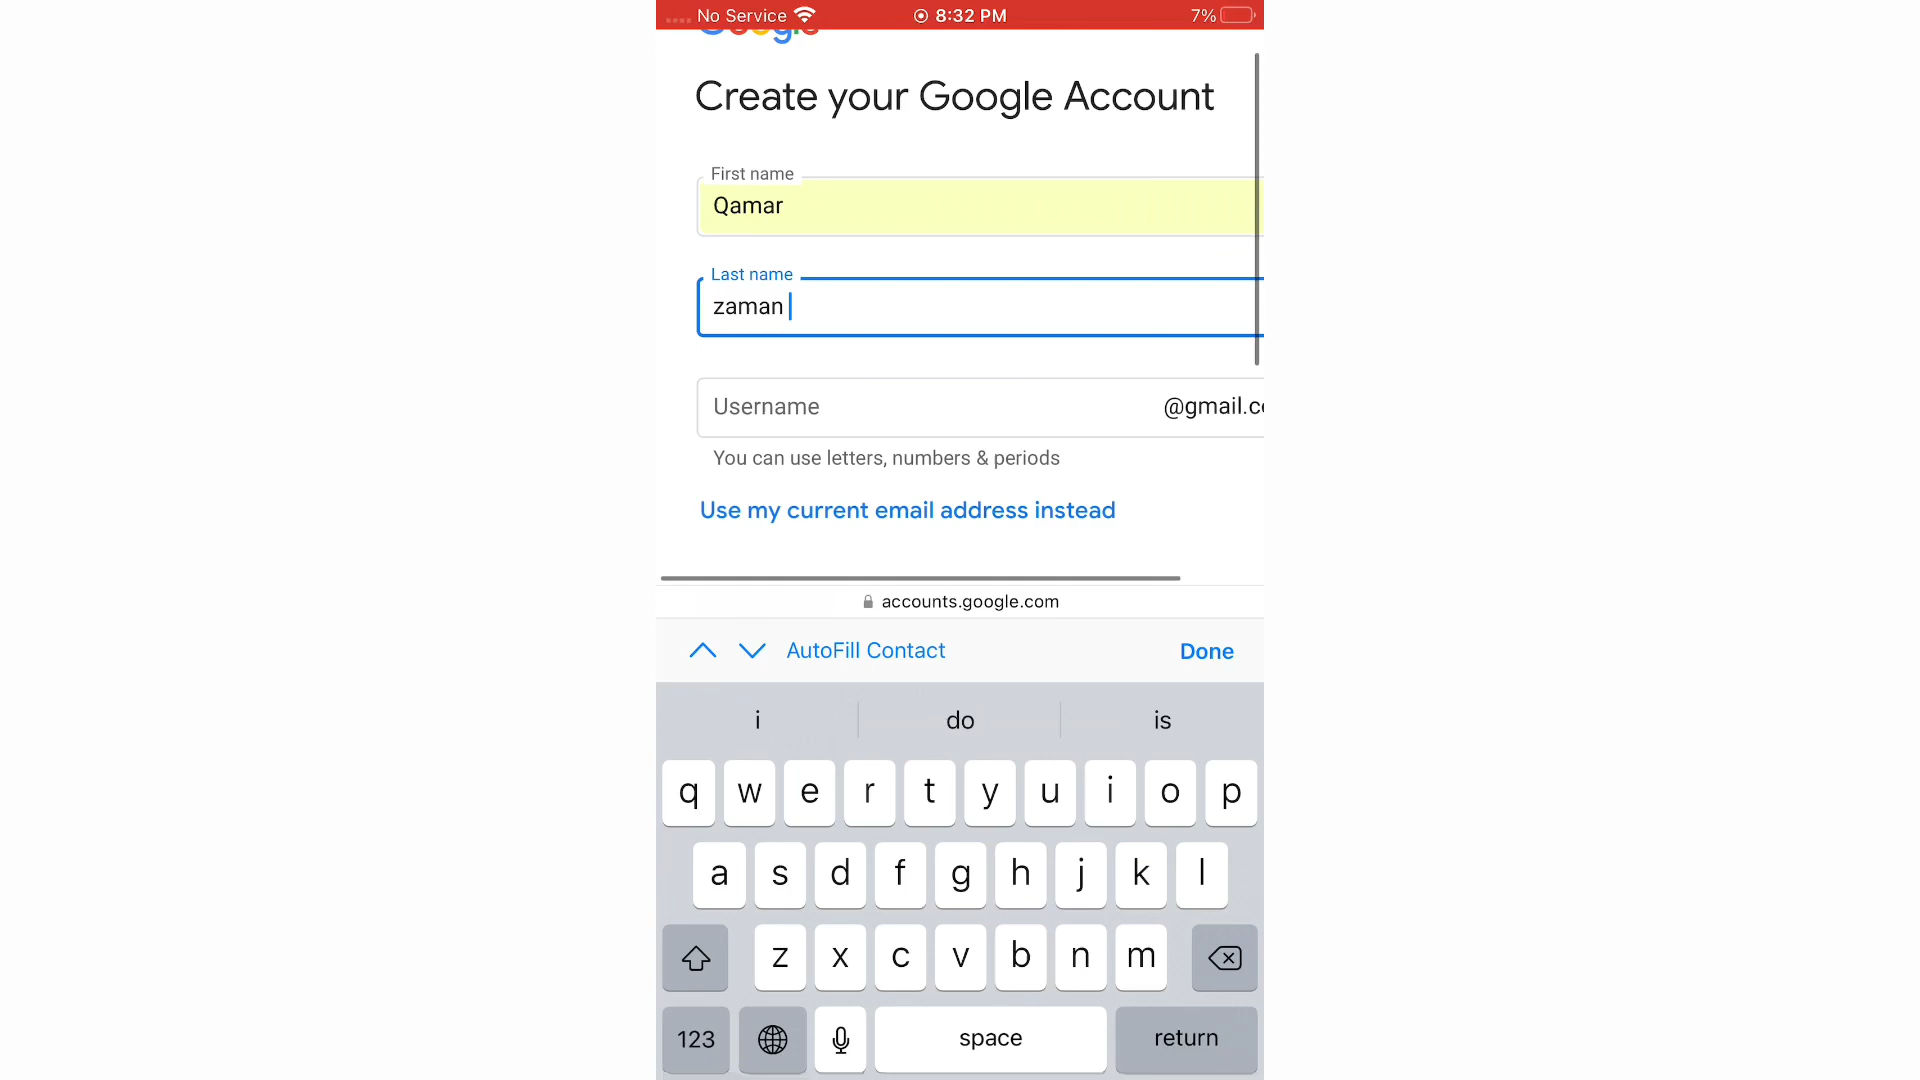 No Service 8:32 PM 7%
Google
Create your Google Account
First name
Qamar
Last name
zaman
Username @gmail.co
You can use letters, numbers & periods
Use my current email address instead
accounts.google.com
AutoFill Contact Done
i do is
q w e r t y u i o p
a s d f g h j k l
z x c v b n m
123 space return